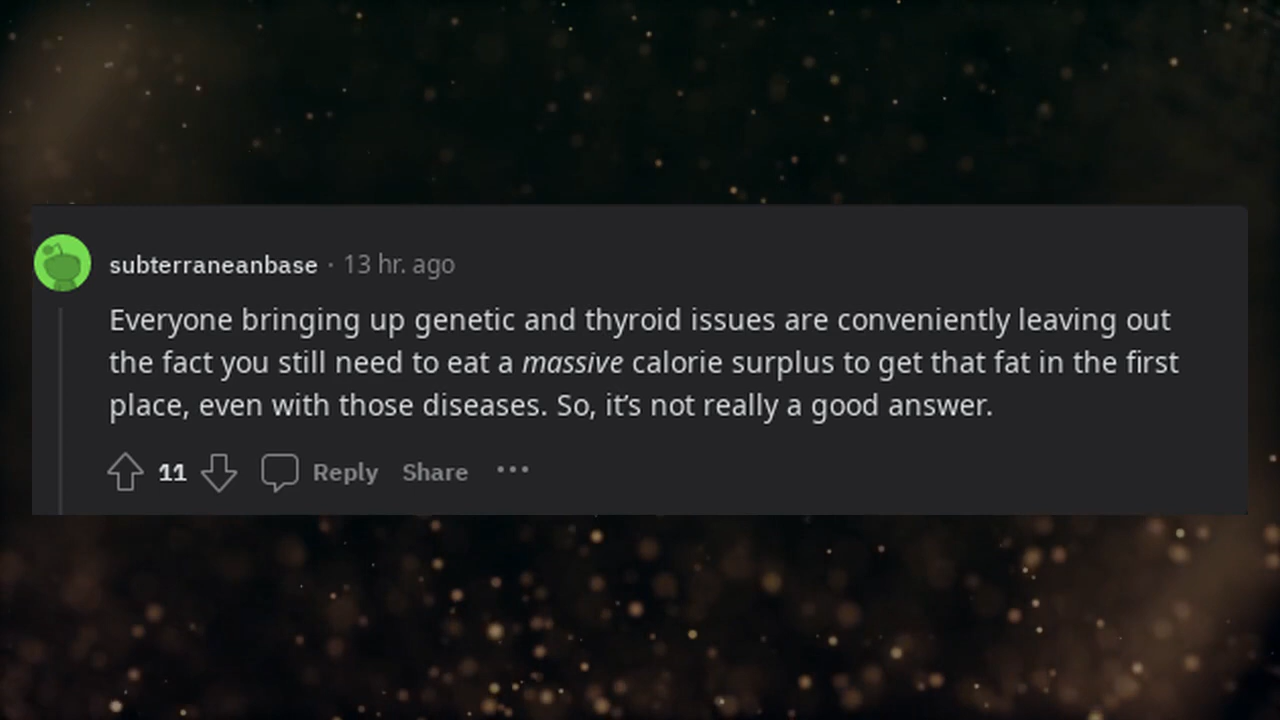 subterraneanbase · 13 hr. ago
Everyone bringing up genetic and thyroid issues are conveniently leaving out
the fact you still need to eat a massive calorie surplus to get that fat in the first
place, even with those diseases. So, it's not really a good answer.
11 Reply Share •••